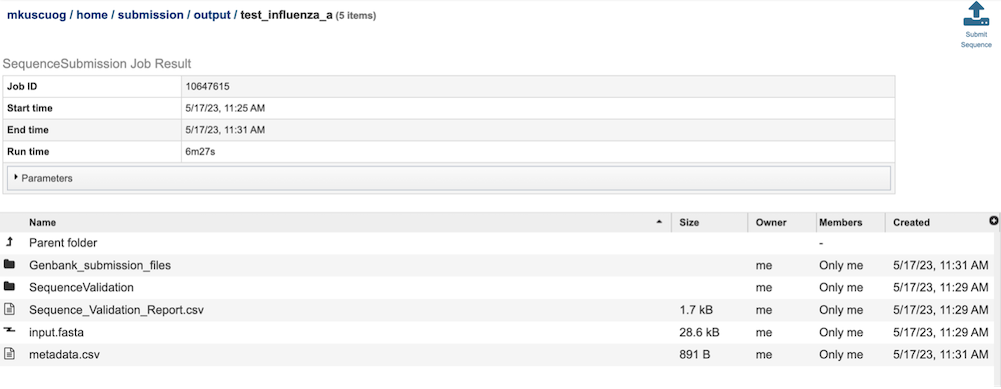 mkuscuog / home / submission / output / test_influenza_a (5 items)
Submit
Sequence
SequenceSubmission Job Result
Job ID 10647615
Start time 5/17/23, 11:25 AM
End time 5/17/23, 11:31 AM
Run time 6m27s
Parameters
Name Size Owner Members Created
Parent folder -
Genbank_submission_files me Only me 5/17/23, 11:31 AM
SequenceValidation me Only me 5/17/23, 11:29 AM
Sequence_Validation_Report.csv 1.7 kB me Only me 5/17/23, 11:29 AM
input.fasta 28.6 kB me Only me 5/17/23, 11:29 AM
metadata.csv 891 B me Only me 5/17/23, 11:31 AM